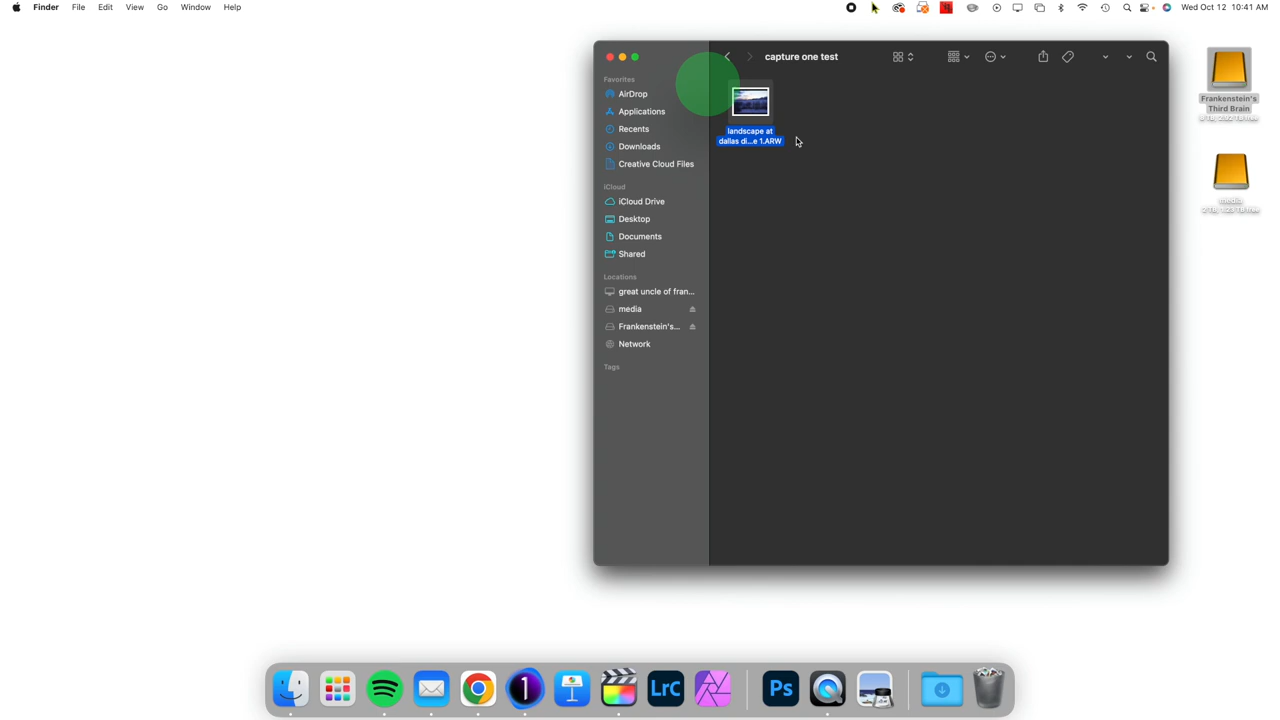 Finder File Edit View Go Window Help
Wed Oct 12 10:41 AM
capture one test
Favorites
AirDrop
Applications
Recents
Downloads
Creative Cloud Files
iCloud
iCloud Drive
Desktop
Documents
Shared
Locations
great uncle of fran...
media
Frankenstein's...
Network
Tags
landscape at
dallas di...e 1.ARW
Frankenstein's
Third Brain
media
1
LrC
Ps